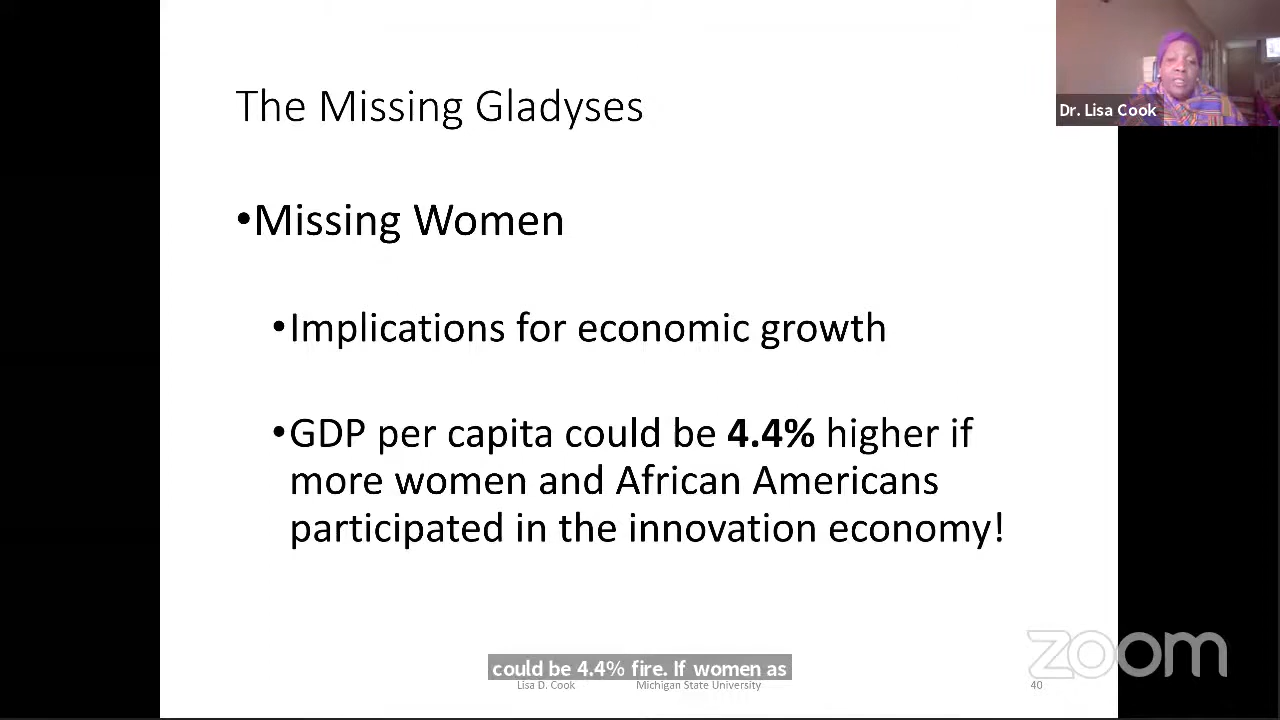 The Missing Gladyses
Dr. Lisa Cook
•Missing Women
•Implications for economic growth
•GDP per capita could be 4.4% higher if
more women and African Americans
participated in the innovation economy!
could be 4.4% fire. If women as
Lisa D. Cook Michigan State University 40
zoom